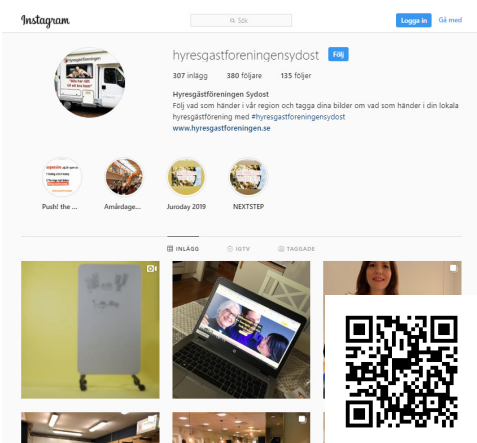 Instagram
Sök
Logga in
Gå med
hyresgastforeningensydost
Följ
307 inlägg 380 följare 135 följer
Hyresgästföreningen Sydost
Följ vad som händer i vår region och tagga dina bilder om vad som händer i din lokala
hyresgästförening med #hyresgastforeningensydost
www.hyresgastforeningen.se
Push! the ...
Amårdage...
Juroday 2019
NEXTSTEP
INLÄGG
IGTV
TAGGADE